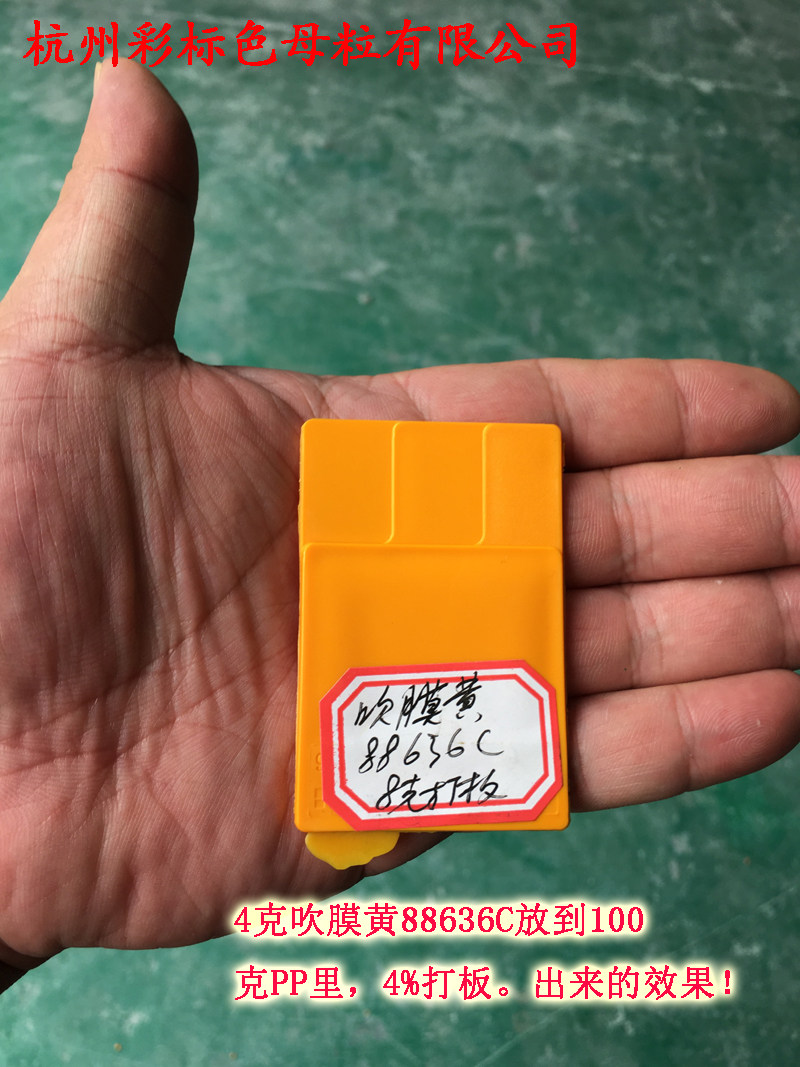 杭州彩标色母粒有限公司
吹膜黄
88636C
8克打板
4克吹膜黄88636C放到100
克PP里，4%打板。出来的效果！